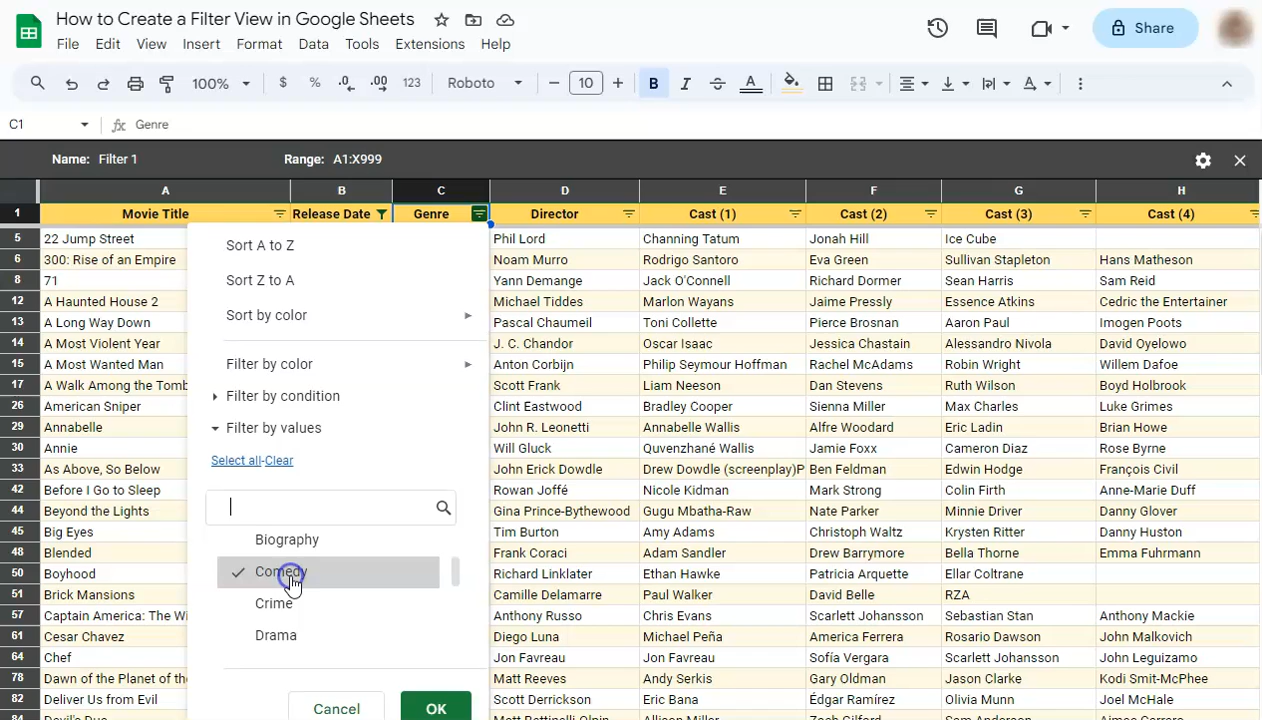 How to Create a Filter View in Google Sheets
File Edit View Insert Format Data Tools Extensions Help
Share
100% $ % .0 .00 123 Roboto 10 B I S A
C1 fx Genre
Name: Filter 1 Range: A1:X999
A B C D E F G H
1 Movie Title Release Date Genre Director Cast (1) Cast (2) Cast (3) Cast (4)
5 22 Jump Street Phil Lord Channing Tatum Jonah Hill Ice Cube
6 300: Rise of an Empire Noam Murro Rodrigo Santoro Eva Green Sullivan Stapleton Hans Matheson
8 71 Yann Demange Jack O'Connell Richard Dormer Sean Harris Sam Reid
12 A Haunted House 2 Michael Tiddes Marlon Wayans Jaime Pressly Essence Atkins Cedric the Entertainer
13 A Long Way Down Pascal Chaumeil Toni Collette Pierce Brosnan Aaron Paul Imogen Poots
14 A Most Violent Year J. C. Chandor Oscar Isaac Jessica Chastain Alessandro Nivola David Oyelowo
15 A Most Wanted Man Anton Corbijn Philip Seymour Hoffman Rachel McAdams Robin Wright Willem Dafoe
17 A Walk Among the Tomb Scott Frank Liam Neeson Dan Stevens Ruth Wilson Boyd Holbrook
26 American Sniper Clint Eastwood Bradley Cooper Sienna Miller Max Charles Luke Grimes
29 Annabelle John R. Leonetti Annabelle Wallis Alfre Woodard Eric Ladin Brian Howe
30 Annie Will Gluck Quvenzhané Wallis Jamie Foxx Cameron Diaz Rose Byrne
33 As Above, So Below John Erick Dowdle Drew Dowdle (screenplay)P Ben Feldman Edwin Hodge François Civil
42 Before I Go to Sleep Rowan Joffé Nicole Kidman Mark Strong Colin Firth Anne-Marie Duff
44 Beyond the Lights Gina Prince-Bythewood Gugu Mbatha-Raw Nate Parker Minnie Driver Danny Glover
45 Big Eyes Tim Burton Amy Adams Christoph Waltz Krysten Ritter Danny Huston
48 Blended Frank Coraci Adam Sandler Drew Barrymore Bella Thorne Emma Fuhrmann
50 Boyhood Richard Linklater Ethan Hawke Patricia Arquette Ellar Coltrane
51 Brick Mansions Camille Delamarre Paul Walker David Belle RZA
57 Captain America: The Wi Anthony Russo Chris Evans Scarlett Johansson Sebastian Stan Anthony Mackie
61 Cesar Chavez Diego Luna Michael Peña America Ferrera Rosario Dawson John Malkovich
64 Chef Jon Favreau Jon Favreau Sofía Vergara Scarlett Johansson John Leguizamo
78 Dawn of the Planet of the Matt Reeves Andy Serkis Gary Oldman Jason Clarke Kodi Smit-McPhee
82 Deliver Us from Evil Scott Derrickson Eric Bana Édgar Ramírez Olivia Munn Joel McHale
84
Sort A to Z
Sort Z to A
Sort by color
Filter by color
Filter by condition
Filter by values
Select all-Clear
Biography
Comedy
Crime
Drama
Cancel OK